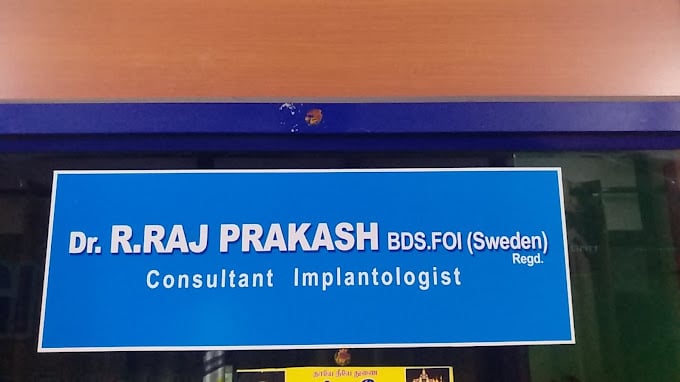 Dr. R.RAJ PRAKASH BDS.FOI (Sweden)
Regd.
Consultant Implantologist
தாயே நீயே துணை